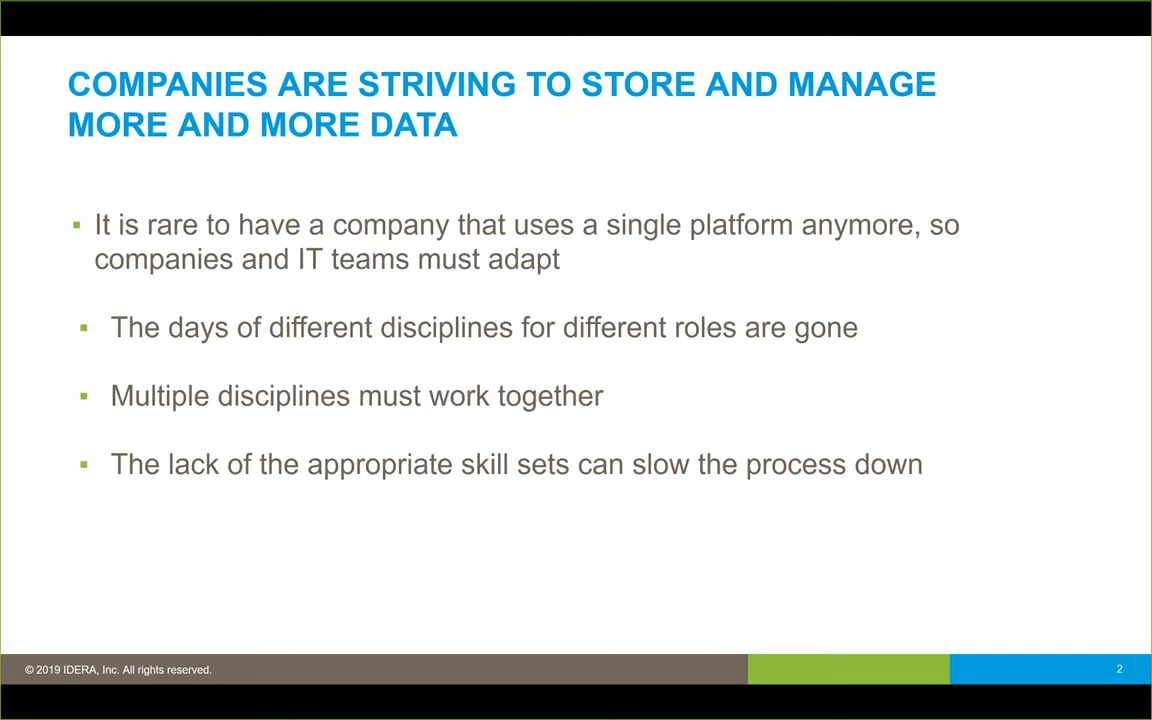 COMPANIES ARE STRIVING TO STORE AND MANAGE
MORE AND MORE DATA
▪ It is rare to have a company that uses a single platform anymore, so
companies and IT teams must adapt
▪ The days of different disciplines for different roles are gone
▪ Multiple disciplines must work together
▪ The lack of the appropriate skill sets can slow the process down
© 2019 IDERA, Inc. All rights reserved.
2